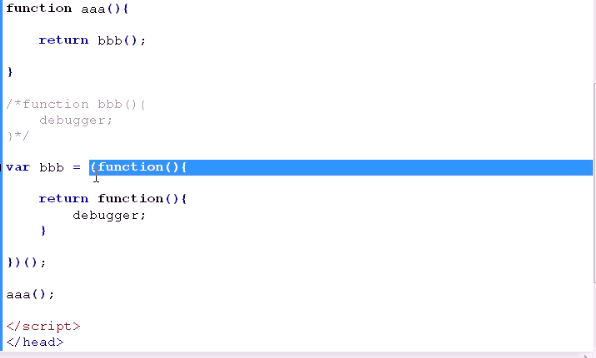 function aaa(){
return bbb();
}
/*function bbb(){
debugger;
}*/
var bbb = (function(){
return function(){
debugger;
}
})();
aaa();
</script>
</head>